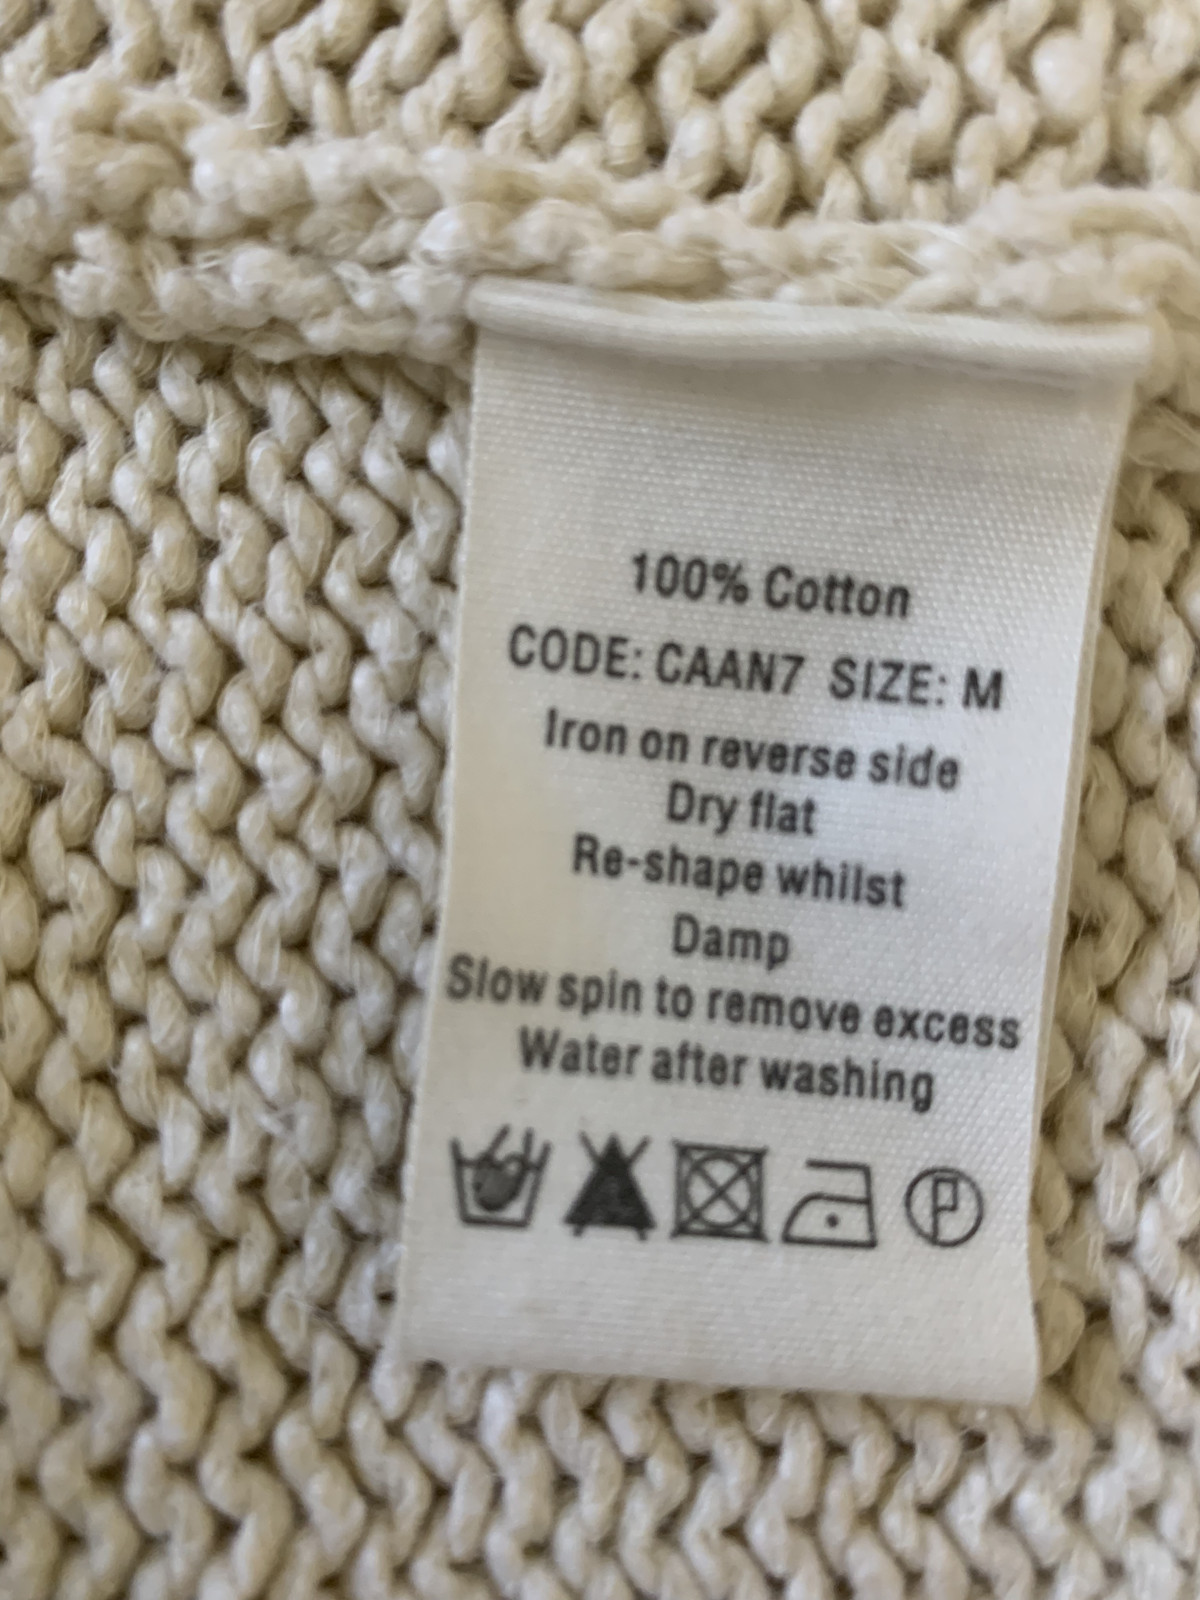 100% Cotton
CODE: CAAN7 SIZE: M
Iron on reverse side
Dry flat
Re-shape whilst
Damp
Slow spin to remove excess
Water after washing
P